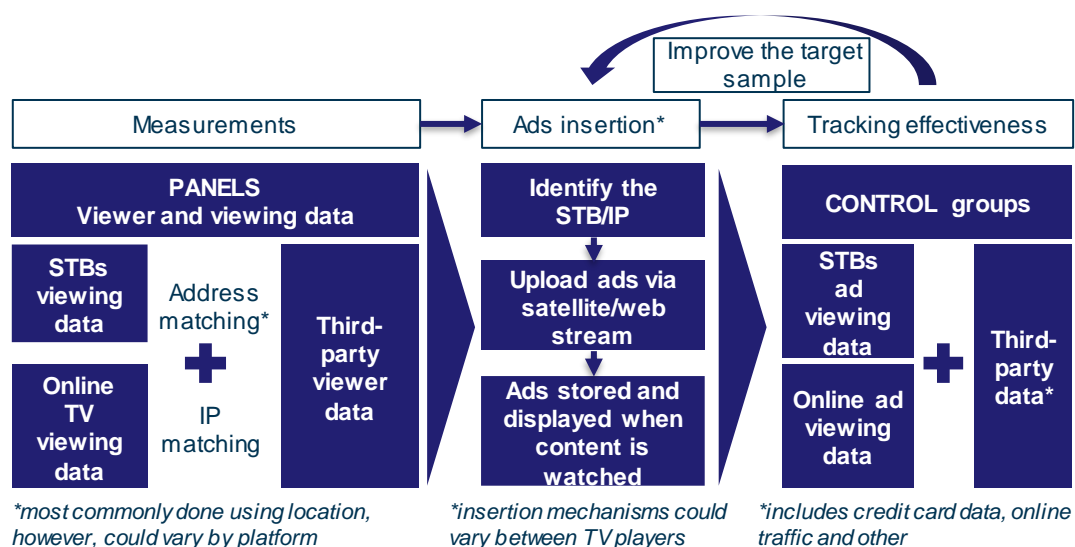 Improve the target
sample
Measurements
Ads insertion*
Tracking effectiveness
PANELS
Viewer and viewing data
STBs
viewing
data
Address
matching*
Online
TV
viewing
data
IP
matching
Third-
party
viewer
data
Identify the
STB/IP
Upload ads via
satellite/web
stream
Ads stored and
displayed when
content is
watched
CONTROL groups
STBs
ad
viewing
data
Online ad
viewing
data
Third-
party
data*
*most commonly done using location,
however, could vary by platform
*insertion mechanisms could
vary between TV players
*includes credit card data, online
traffic and other